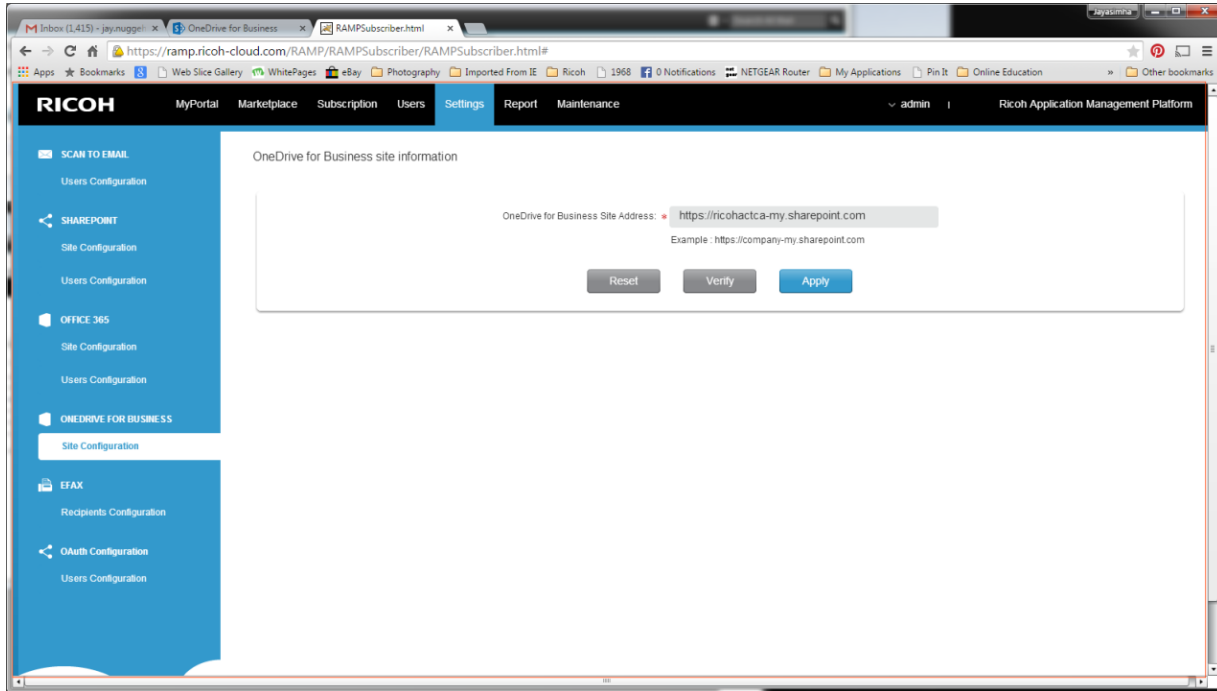 Jayasimha
Inbox (1,415) - jay.nuggeh
OneDrive for Business
RAMPSubscriber.html
https://ramp.ricoh-cloud.com/RAMP/RAMPSubscriber/RAMPSubscriber.html#
Apps Bookmarks Web Slice Gallery WhitePages eBay Photography Imported From IE Ricoh 1968 0 Notifications NETGEAR Router My Applications Pin It Online Education » Other bookmarks
RICOH MyPortal Marketplace Subscription Users Settings Report Maintenance admin | Ricoh Application Management Platform
SCAN TO EMAIL
Users Configuration
SHAREPOINT
Site Configuration
Users Configuration
OFFICE 365
Site Configuration
Users Configuration
ONEDRIVE FOR BUSINESS
Site Configuration
EFAX
Recipients Configuration
OAuth Configuration
Users Configuration
OneDrive for Business site information
OneDrive for Business Site Address: * https://ricohactca-my.sharepoint.com
Example : https://company-my.sharepoint.com
Reset Verify Apply